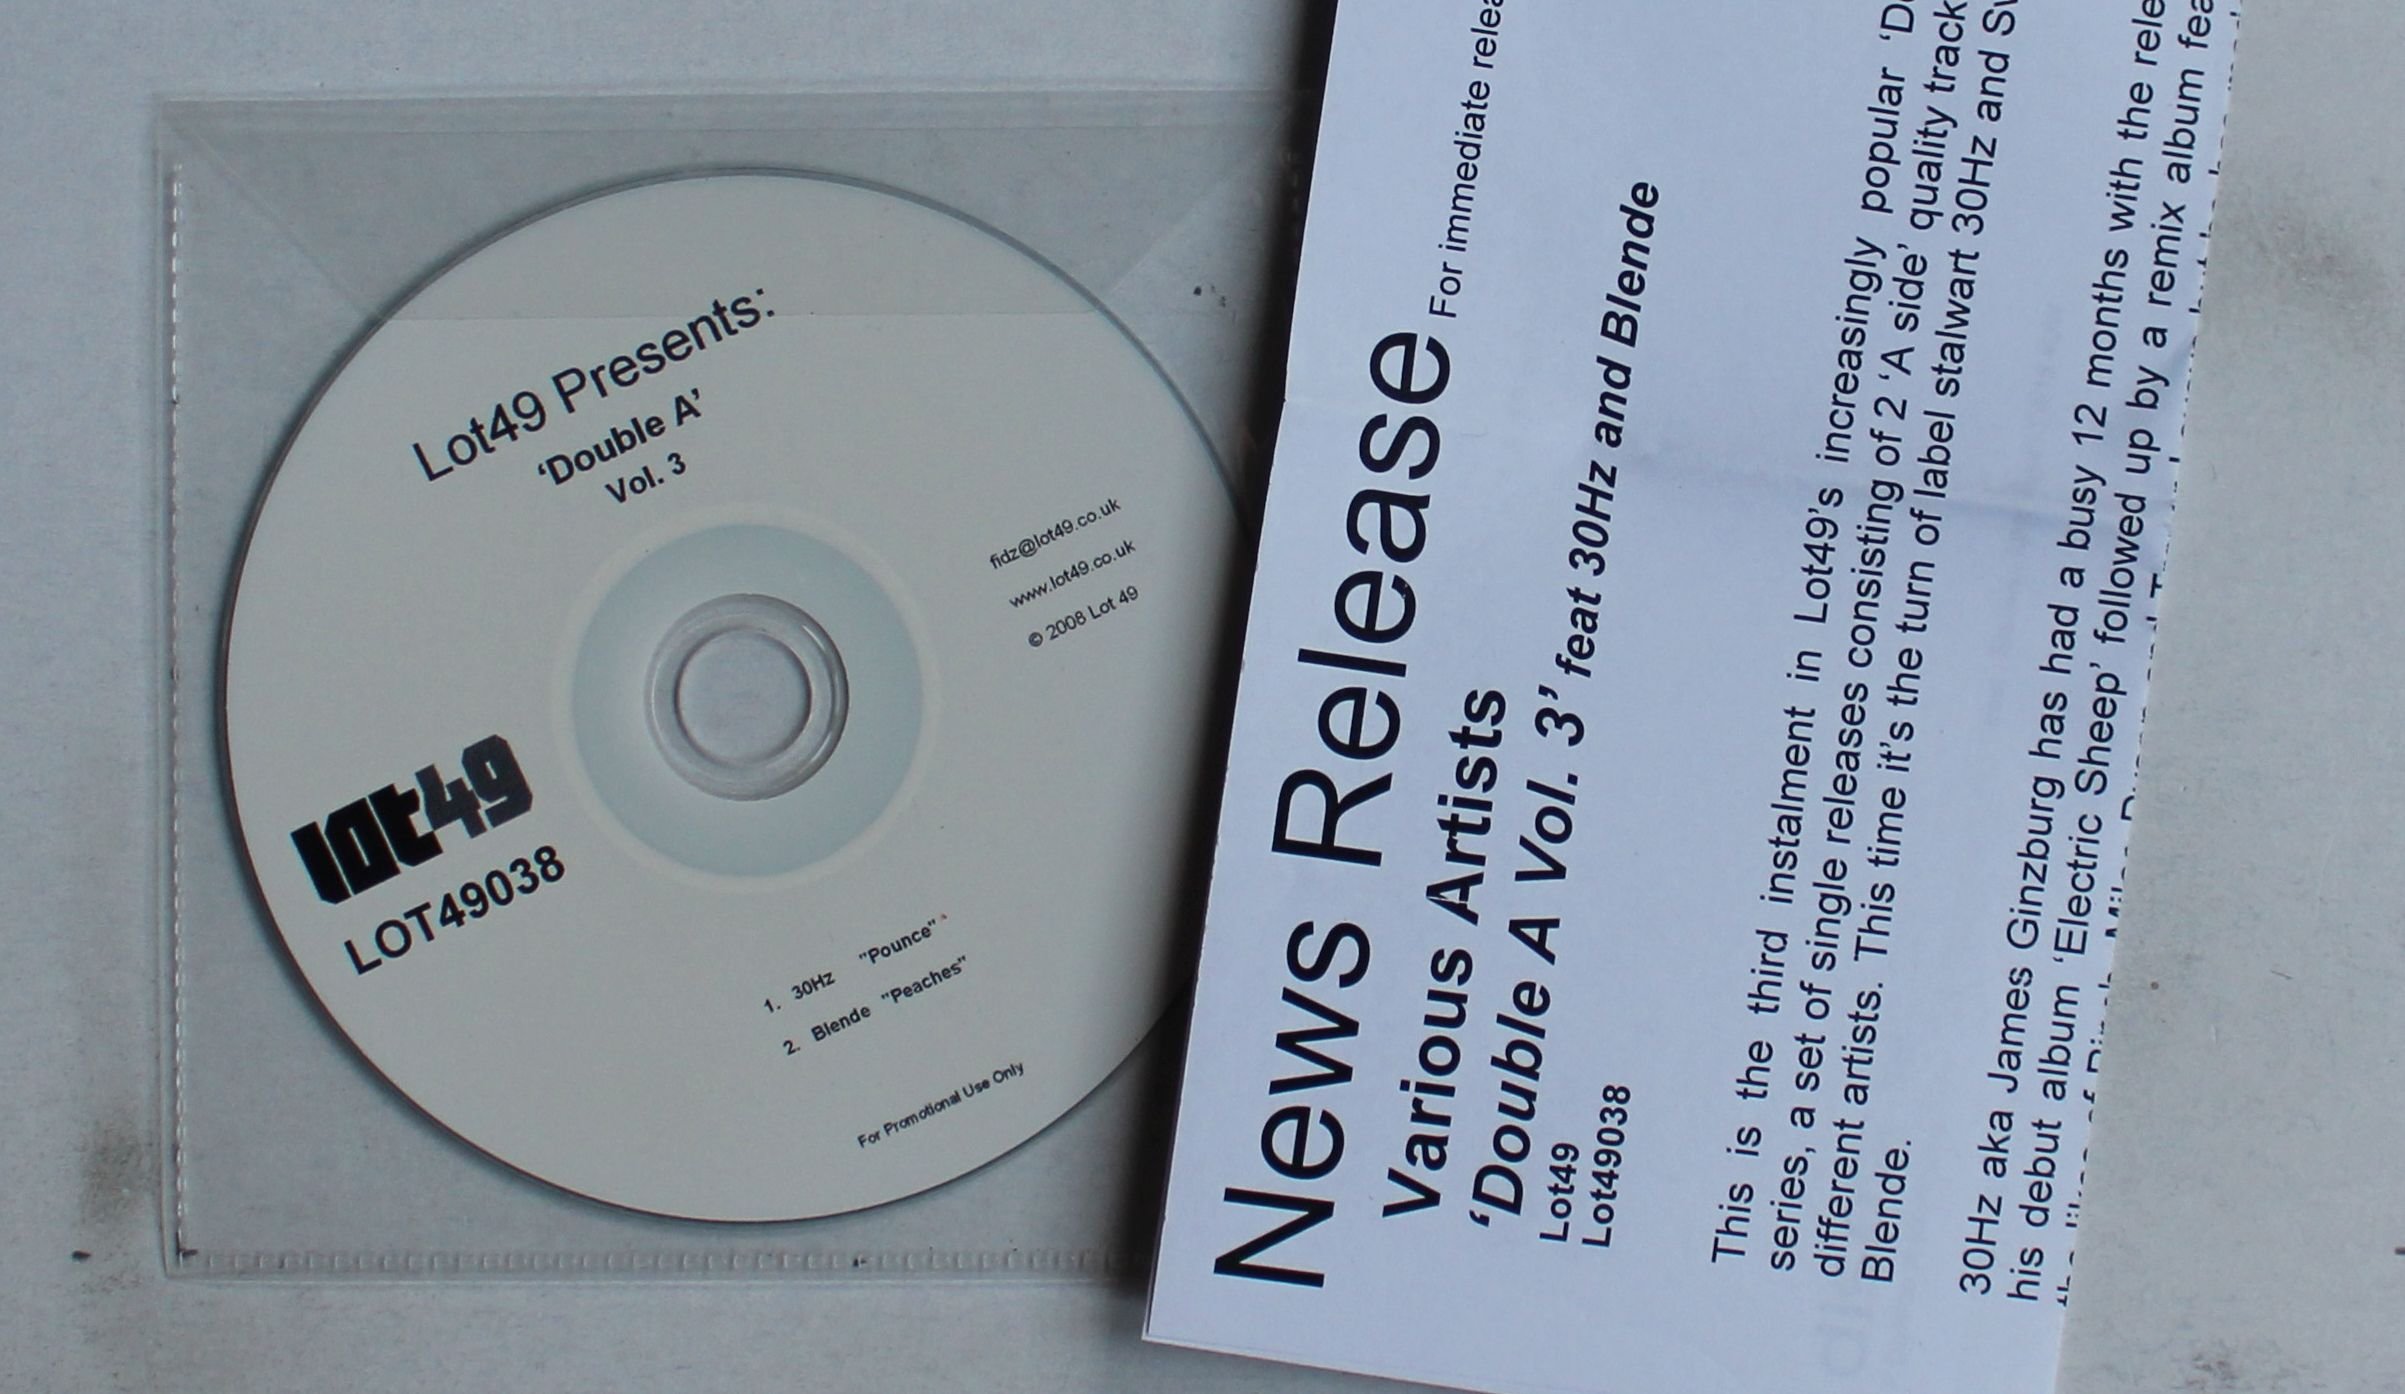 Lot49 Presents:
'Double A'
Vol. 3
fidz@lot49.co.uk
www.lot49.co.uk
© 2008 Lot 49
lot49
LOT49038
1. 30Hz "Pounce"
2. Blende "Peaches"
For Promotional Use Only
News Release For immediate
Various Artists
'Double A Vol. 3' feat 30Hz and Blende
Lot49
Lot49038
This is the third instalment in Lot49's increasingly popular
series, a set of single releases consisting of 2 'A side' quality
different artists. This time it's the turn of label stalwart 30Hz and
Blende.
30Hz aka James Ginzburg has had a busy 12 months with the
his debut album 'Electric Sheep' followed up by a remix album